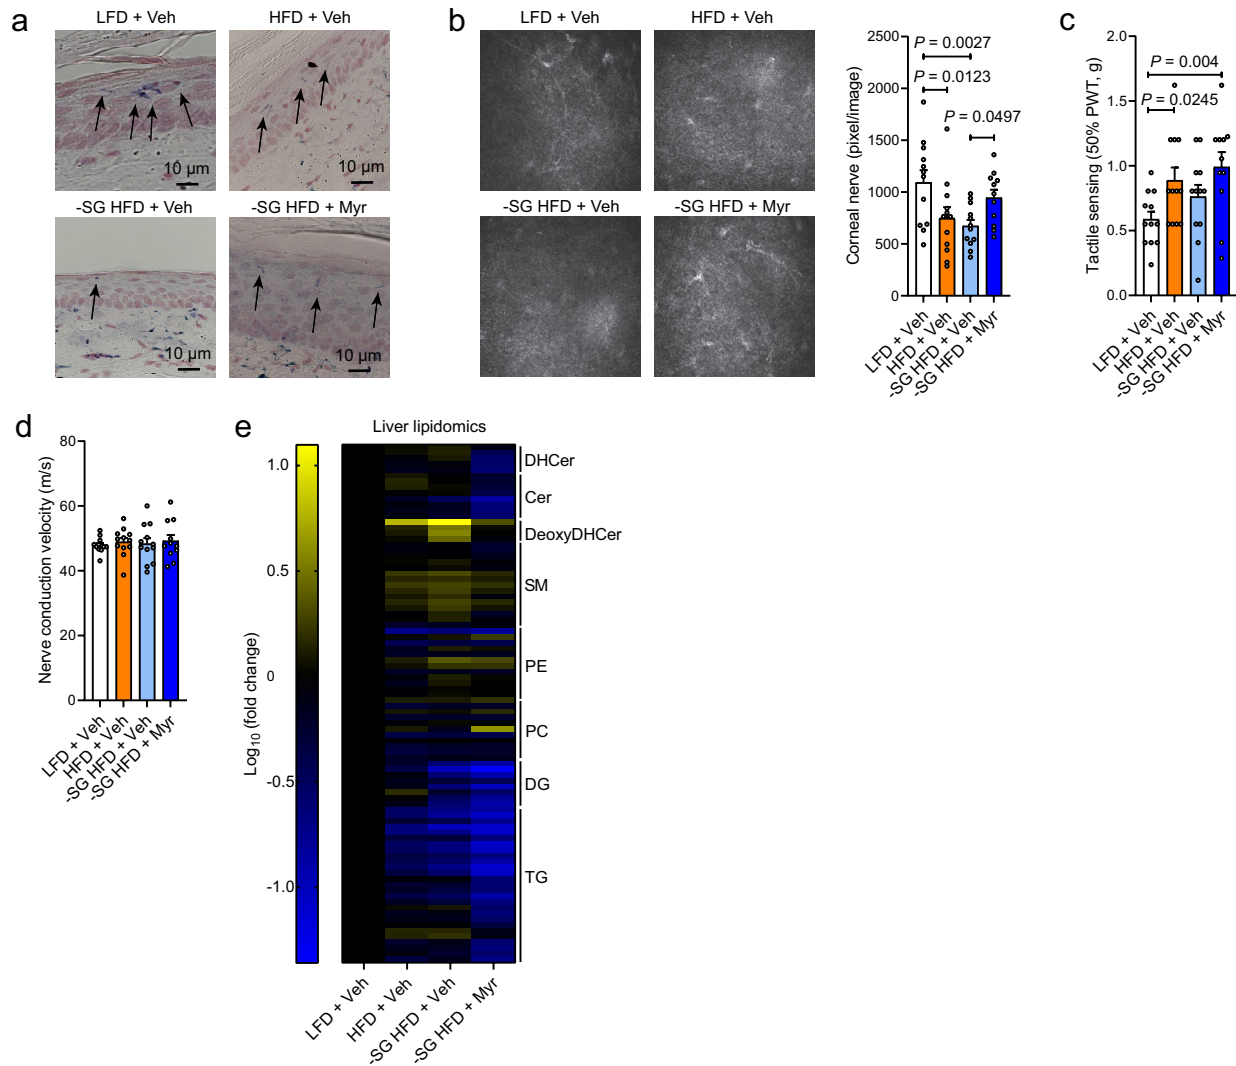 a
LFD + Veh
HFD + Veh
10 µm
10 µm
-SG HFD + Veh
-SG HFD + Myr
10 µm
10 µm
b
LFD + Veh
HFD + Veh
-SG HFD + Veh
-SG HFD + Myr
Corneal nerve (pixel/image)
2500
2000
1500
1000
500
0
P = 0.0027
P = 0.0123
P = 0.0497
LFD + Veh
HFD + Veh
-SG HFD + Veh
-SG HFD + Myr
c
Tactile sensing (50% PWT, g)
2.0
1.5
1.0
0.5
0.0
P = 0.004
P = 0.0245
LFD + Veh
HFD + Veh
-SG HFD + Veh
-SG HFD + Myr
d
Nerve conduction velocity (m/s)
80
60
40
20
0
LFD + Veh
HFD + Veh
-SG HFD + Veh
-SG HFD + Myr
e
Liver lipidomics
Log10 (fold change)
1.0
0.5
0
-0.5
-1.0
DHCer
Cer
DeoxyDHCer
SM
PE
PC
DG
TG
LFD + Veh
HFD + Veh
-SG HFD + Veh
-SG HFD + Myr